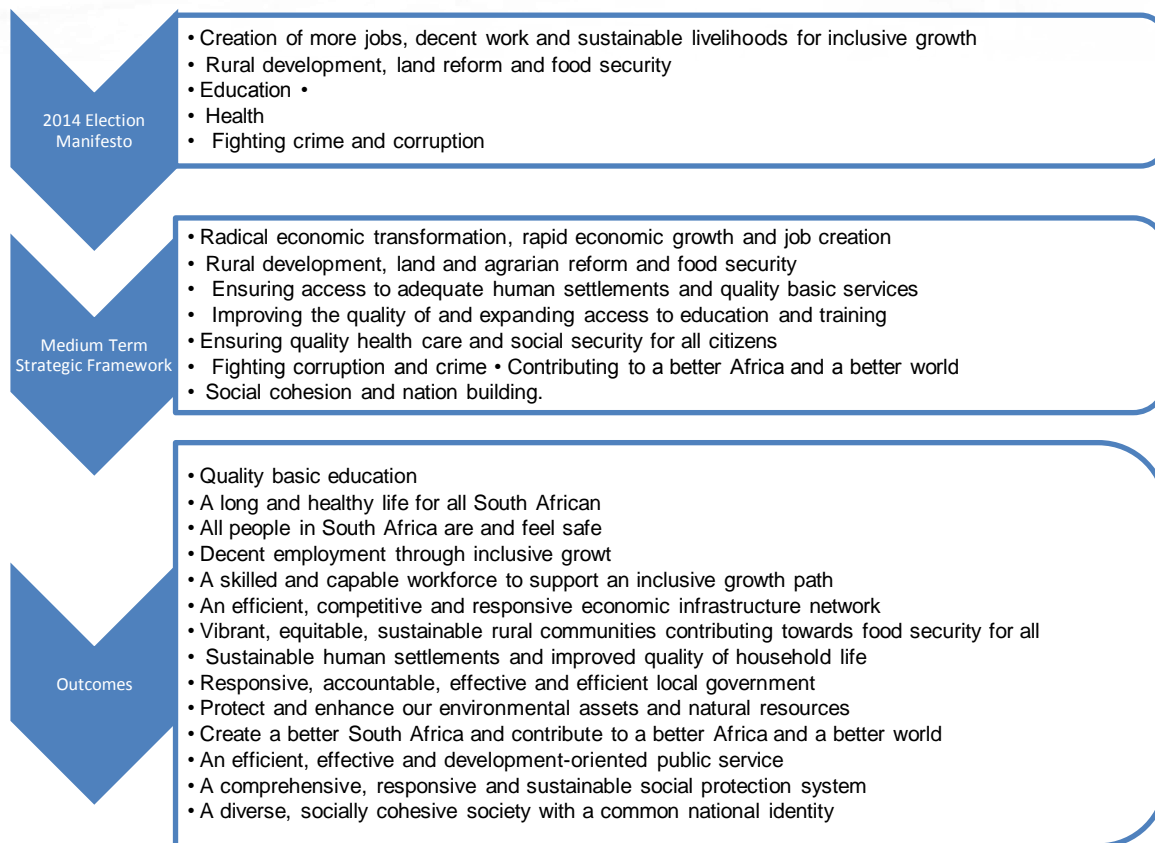 2014 Election
Manifesto
• Creation of more jobs, decent work and sustainable livelihoods for inclusive growth
• Rural development, land reform and food security
• Education •
• Health
• Fighting crime and corruption
Medium Term
Strategic Framework
• Radical economic transformation, rapid economic growth and job creation
• Rural development, land and agrarian reform and food security
• Ensuring access to adequate human settlements and quality basic services
• Improving the quality of and expanding access to education and training
• Ensuring quality health care and social security for all citizens
• Fighting corruption and crime • Contributing to a better Africa and a better world
• Social cohesion and nation building.
Outcomes
• Quality basic education
• A long and healthy life for all South African
• All people in South Africa are and feel safe
• Decent employment through inclusive growt
• A skilled and capable workforce to support an inclusive growth path
• An efficient, competitive and responsive economic infrastructure network
• Vibrant, equitable, sustainable rural communities contributing towards food security for all
• Sustainable human settlements and improved quality of household life
• Responsive, accountable, effective and efficient local government
• Protect and enhance our environmental assets and natural resources
• Create a better South Africa and contribute to a better Africa and a better world
• An efficient, effective and development-oriented public service
• A comprehensive, responsive and sustainable social protection system
• A diverse, socially cohesive society with a common national identity